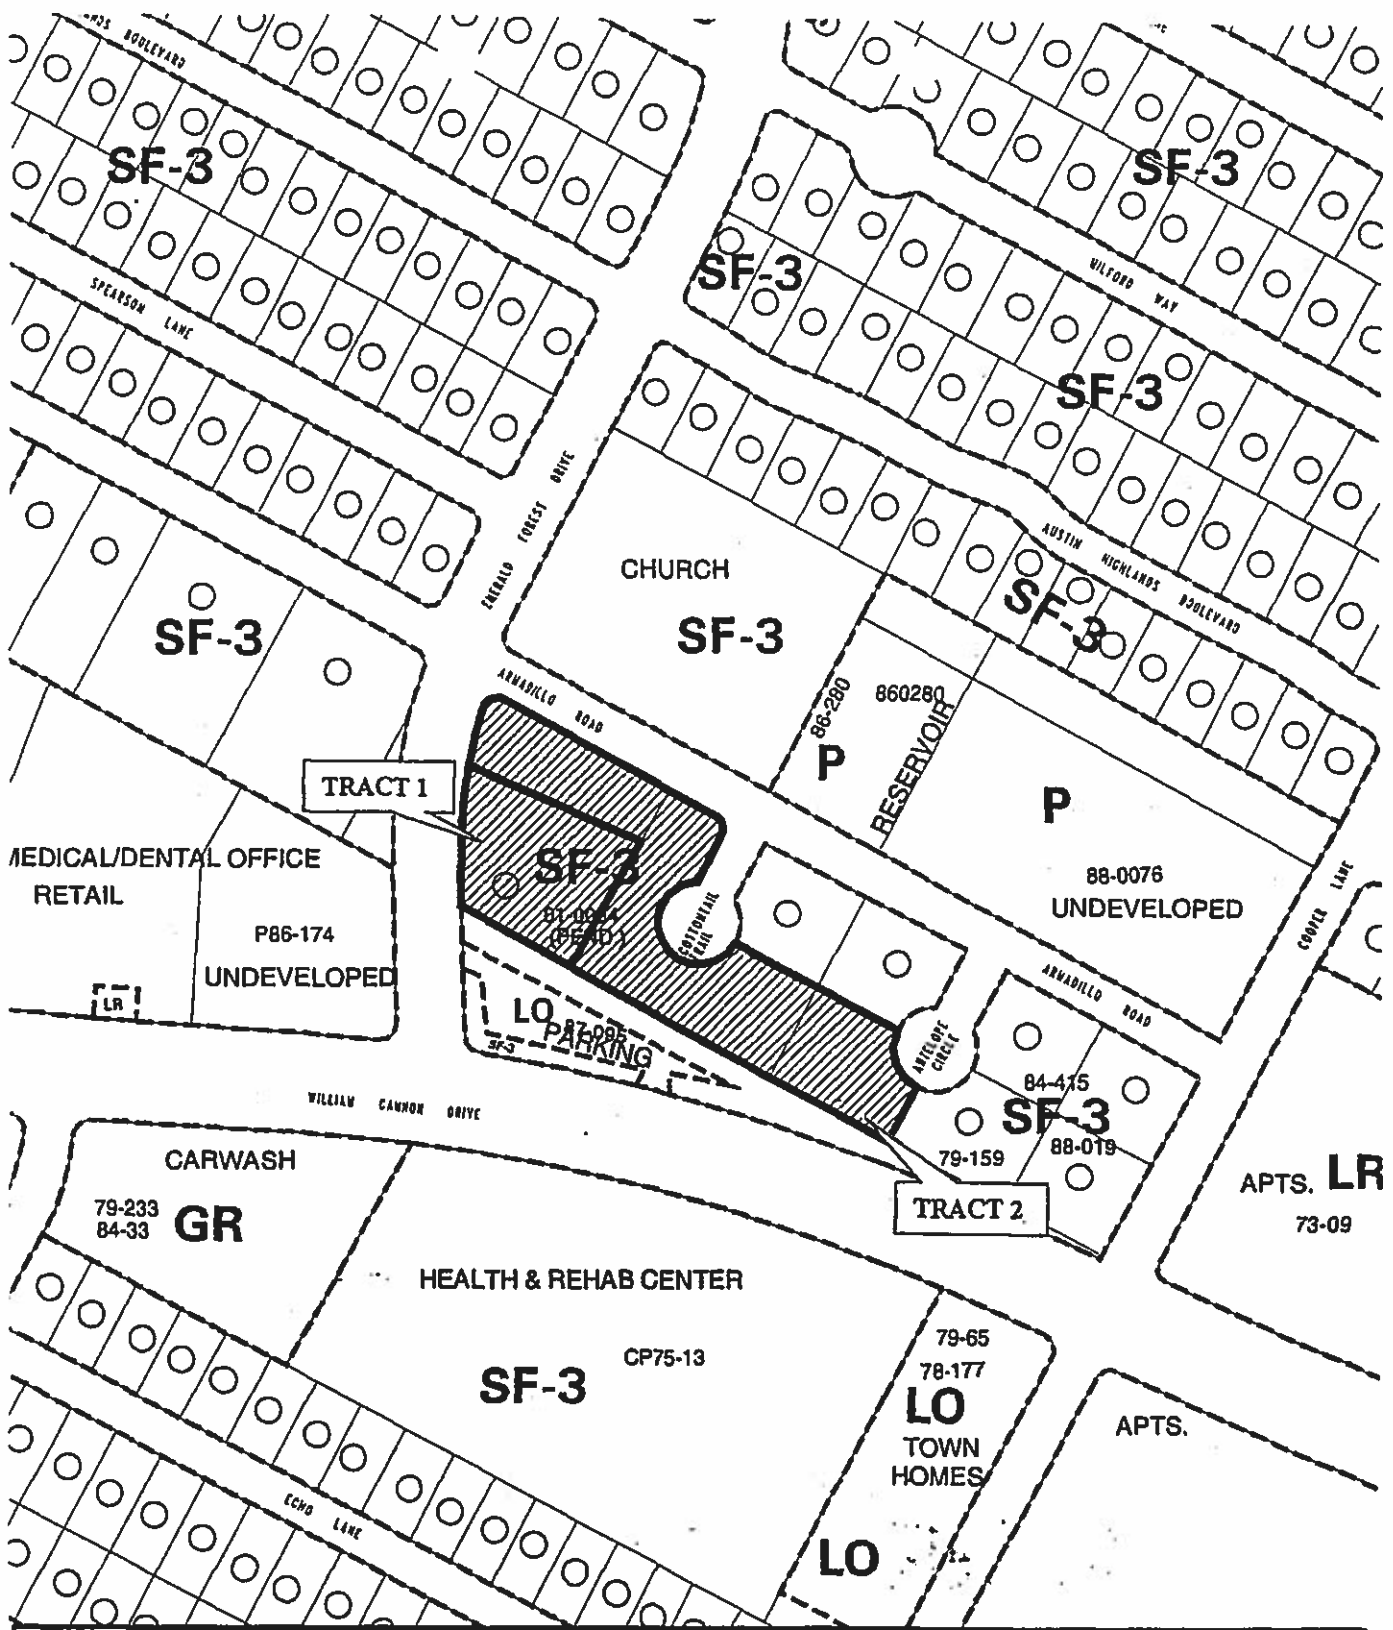 BOULEVARD
SF-3
SF-3
SF-3
SPEARSON LANE
WILFORD WAY
SF-3
EMERALD FOREST DRIVE
AUSTIN HIGHLANDS BOULEVARD
CHURCH
SF-3
SF-3
SF-3
ARMADILLO ROAD
86-280
860280
P
RESERVOIR
P
TRACT 1
SF-3
MEDICAL/DENTAL OFFICE
RETAIL
88-0076
UNDEVELOPED
COOPER LANE
(PEND.)
P86-174
UNDEVELOPED
COTTONTAIL
TRAIL
LR
LO
87-095
PARKING
SF-3
ARMADILLO ROAD
ANTELOPE
CIRCLE
84-415
SF-3
88-019
79-159
WILLIAM CANNON DRIVE
CARWASH
79-233
84-33
GR
TRACT 2
APTS. LR
73-09
HEALTH & REHAB CENTER
CP75-13
SF-3
79-65
78-177
LO
TOWN
HOMES
APTS.
ECHO LANE
LO